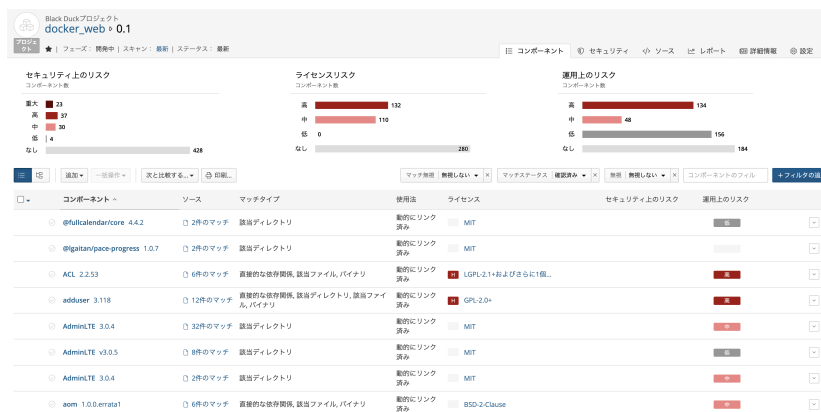 Black Duckプロジェクト
docker_web ▸ 0.1
プロジェクト
★ | フェーズ： 開発中 | スキャン： 最新 | ステータス： 最新
コンポーネント セキュリティ ソース レポート 詳細情報 設定
セキュリティ上のリスク
コンポーネント数
重大 23
高 37
中 30
低 4
なし 428
ライセンスリスク
コンポーネント数
高 132
中 110
低 0
なし 280
運用上のリスク
コンポーネント数
高 134
中 48
低 156
なし 184
追加 一括操作 次と比較する... 印刷... マッチ無視 無視しない × マッチステータス 確認済み × 無視 無視しない × コンポーネントのフィル +フィルタの追
コンポーネント ソース マッチタイプ 使用法 ライセンス セキュリティ上のリスク 運用上のリスク
@fullcalendar/core 4.4.2 2件のマッチ 該当ディレクトリ 動的にリンク済み MIT 低
@lgaitan/pace-progress 1.0.7 2件のマッチ 該当ディレクトリ 動的にリンク済み MIT
ACL 2.2.53 6件のマッチ 直接的な依存関係, 該当ファイル, バイナリ 動的にリンク済み H LGPL-2.1+およびさらに1個... 高
adduser 3.118 12件のマッチ 直接的な依存関係, 該当ディレクトリ, 該当ファイル, バイナリ 動的にリンク済み H GPL-2.0+ 高
AdminLTE 3.0.4 32件のマッチ 該当ディレクトリ 動的にリンク済み MIT 中
AdminLTE v3.0.5 8件のマッチ 該当ディレクトリ 動的にリンク済み MIT 低
AdminLTE 3.0.4 2件のマッチ 該当ディレクトリ 動的にリンク済み MIT 中
aom 1.0.0.errata1 6件のマッチ 直接的な依存関係, 該当ファイル, バイナリ 動的にリンク済み BSD-2-Clause 中